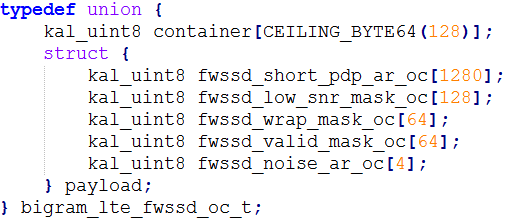 typedef union {
    kal_uint8 container[CEILING_BYTE64(128)];
    struct {
        kal_uint8 fwssd_short_pdp_ar_oc[1280];
        kal_uint8 fwssd_low_snr_mask_oc[128];
        kal_uint8 fwssd_wrap_mask_oc[64];
        kal_uint8 fwssd_valid_mask_oc[64];
        kal_uint8 fwssd_noise_ar_oc[4];
    } payload;
} bigram_lte_fwssd_oc_t;